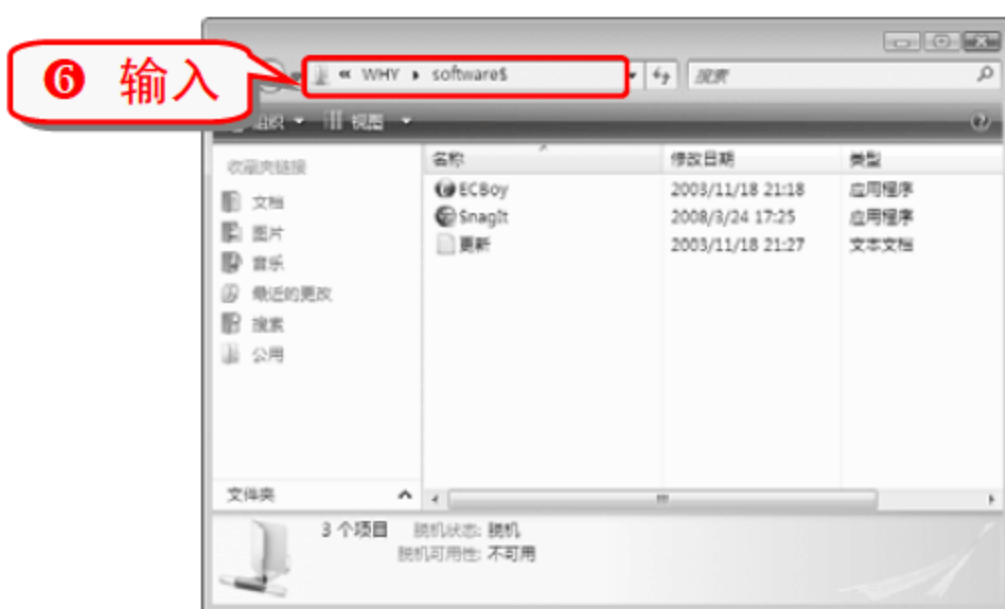 ❻ 输入
« WHY ▸ software$
搜索
组织 视图
收藏夹链接
文档
图片
音乐
最近的更改
搜索
公用
文件夹
名称 修改日期 类型
ECBoy 2003/11/18 21:18 应用程序
SnagIt 2008/3/24 17:25 应用程序
更新 2003/11/18 21:27 文本文档
3 个项目 脱机状态: 脱机
脱机可用性: 不可用